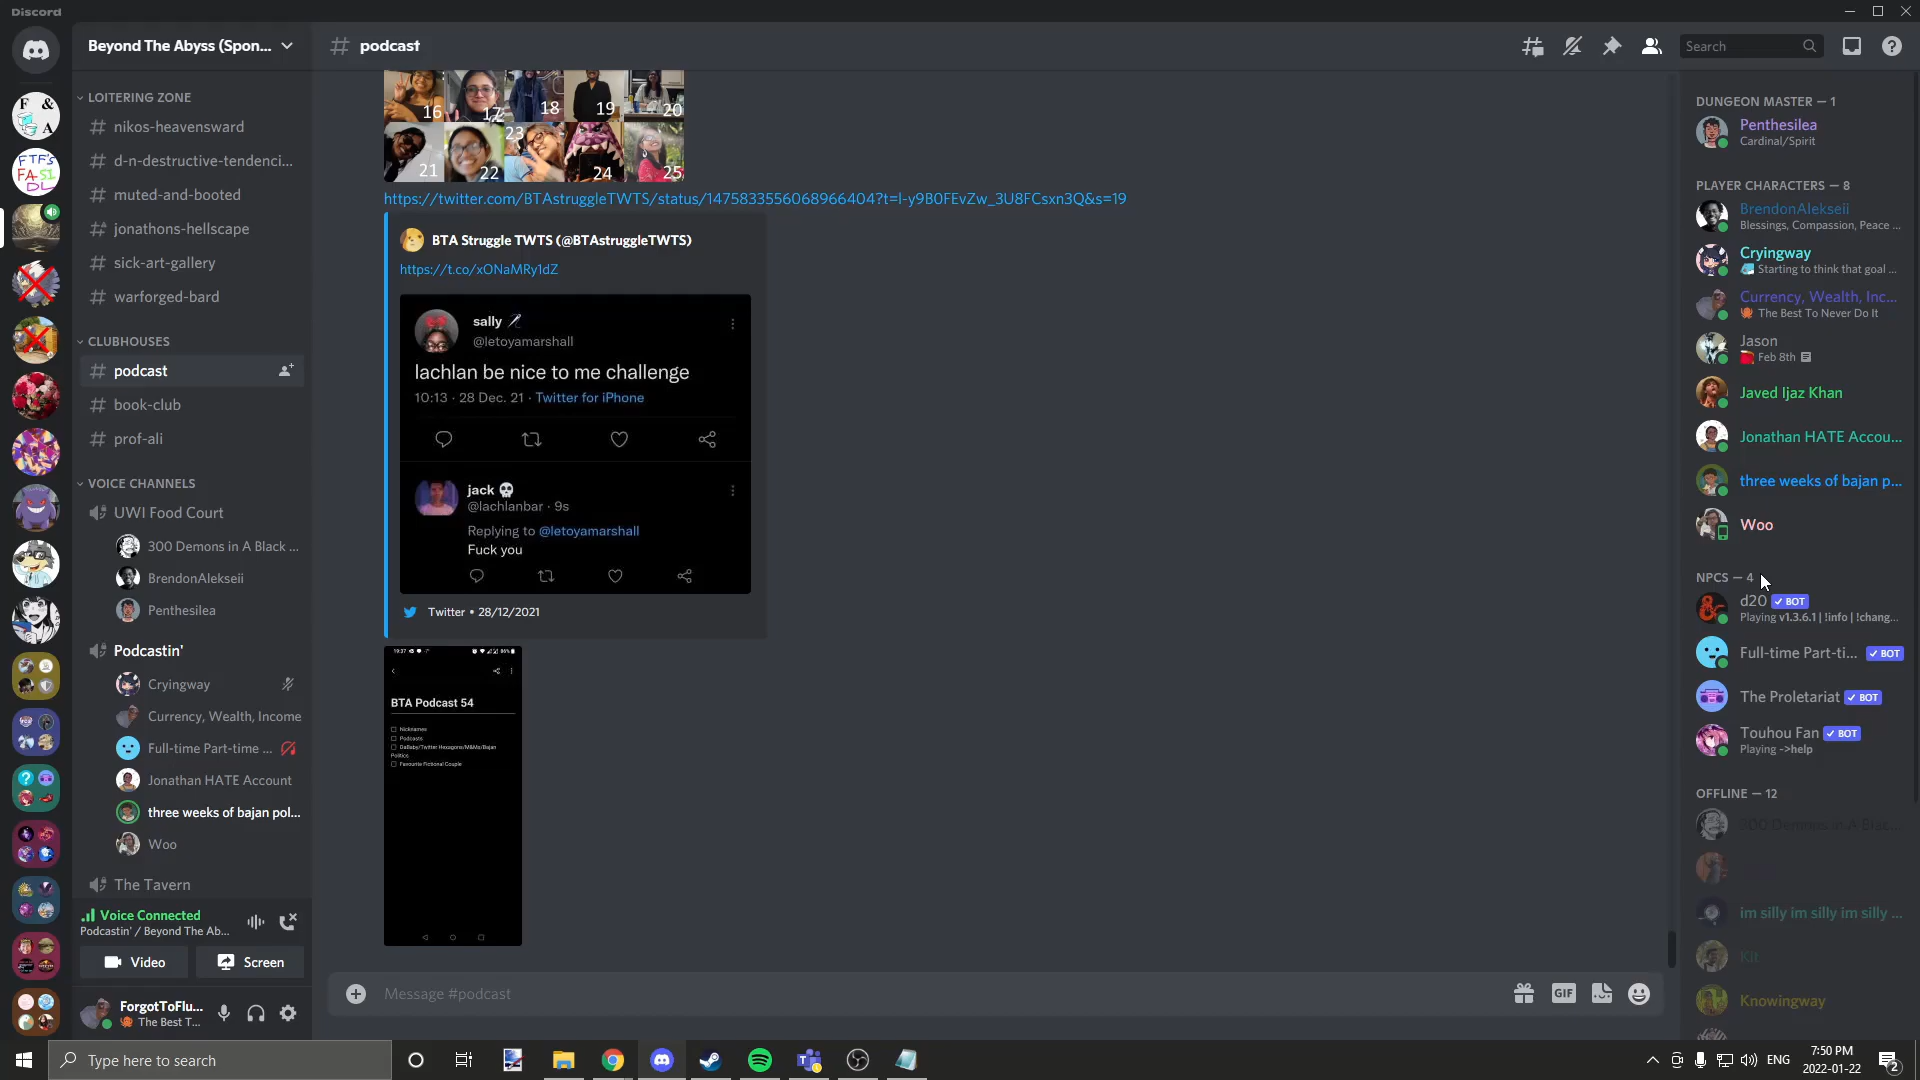 Discord
Beyond The Abyss (Spon...
podcast
Search
LOITERING ZONE
nikos-heavensward
d-n-destructive-tendenci...
muted-and-booted
jonathons-hellscape
sick-art-gallery
warforged-bard
CLUBHOUSES
podcast
book-club
prof-ali
VOICE CHANNELS
UWI Food Court
300 Demons in A Black ...
BrendonAlekseii
Penthesilea
Podcastin'
Cryingway
Currency, Wealth, Income
Full-time Part-time ...
Jonathan HATE Account
three weeks of bajan pol...
Woo
The Tavern
Voice Connected
Podcastin' / Beyond The Ab...
Video
Screen
ForgotToFlu...
The Best T...
F &
A
FTF'S
FA SI
DL
16
17
18
19
20
21
22
23
24
25
https://twitter.com/BTAstruggleTWTS/status/1475833556068966404?t=l-y9B0FEvZw_3U8FCsxn3Q&s=19
BTA Struggle TWTS (@BTAstruggleTWTS)
https://t.co/xONaMRy1dZ
sally
@letoyamarshall
lachlan be nice to me challenge
10:13 · 28 Dec. 21 · Twitter for iPhone
jack
@lachlanbar · 9s
Replying to @letoyamarshall
Fuck you
Twitter • 28/12/2021
19:37
86%
BTA Podcast 54
Nicknames
Podcasts
DaBaby/Twitter Hexagons/M&Ms/Bajan
Politics
Favourite Fictional Couple
Message #podcast
GIF
DUNGEON MASTER — 1
Penthesilea
Cardinal/Spirit
PLAYER CHARACTERS — 8
BrendonAlekseii
Blessings, Compassion, Peace ...
Cryingway
Starting to think that goal ...
Currency, Wealth, Inc...
The Best To Never Do It
Jason
Feb 8th
Javed Ijaz Khan
Jonathan HATE Accou...
three weeks of bajan p...
Woo
NPCS — 4
d20 BOT
Playing v1.3.6.1 | !info | !chang...
Full-time Part-ti... BOT
The Proletariat BOT
Touhou Fan BOT
Playing ->help
OFFLINE — 12
300 Demons in A Blac...
im silly im silly im silly ...
Kit
Knowingway
Type here to search
ENG
7:50 PM
2022-01-22
2